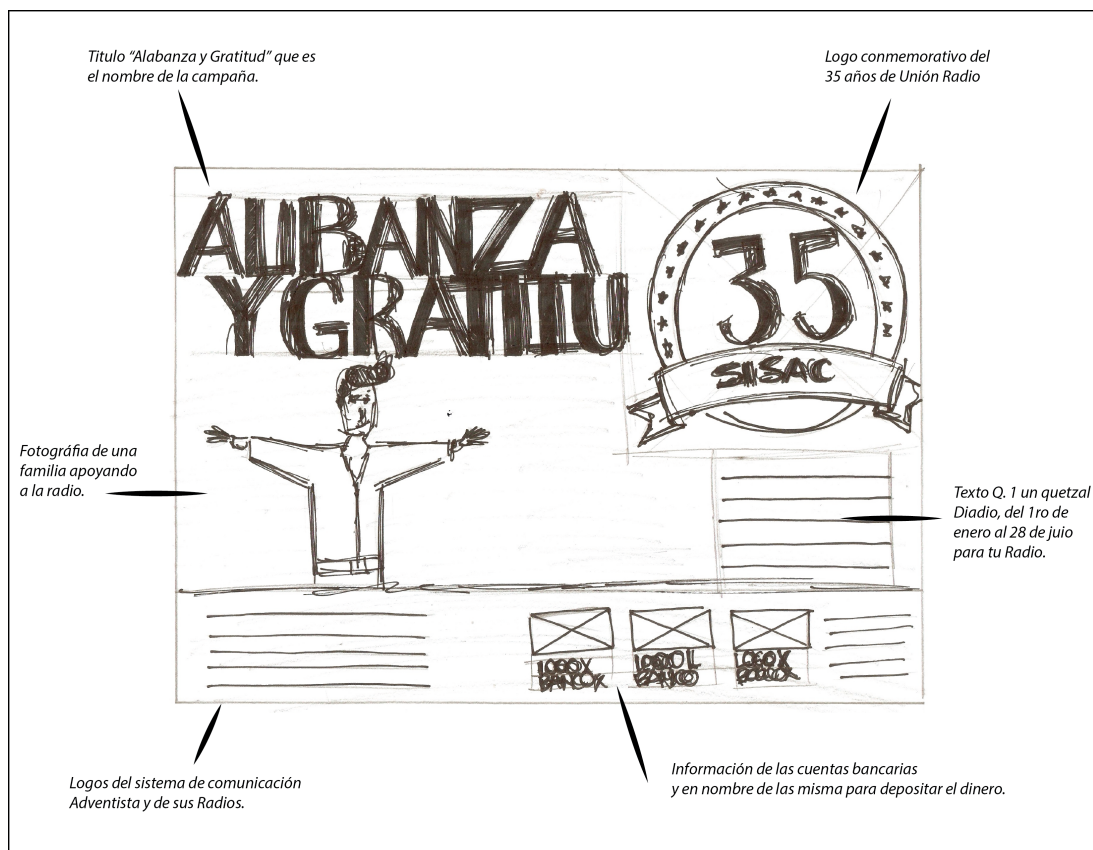 Titulo “Alabanza y Gratitud” que es
el nombre de la campaña.
Logo conmemorativo del
35 años de Unión Radio
ALIBANZA
Y GRATITU
35
SISAC
Fotográfia de una
familia apoyando
a la radio.
Texto Q. 1 un quetzal
Diadio, del 1ro de
enero al 28 de juio
para tu Radio.
LOGO X
BANCO
LOGO
BANCO
LOGO X
Logos del sistema de comunicación
Adventista y de sus Radios.
Información de las cuentas bancarias
y en nombre de las misma para depositar el dinero.